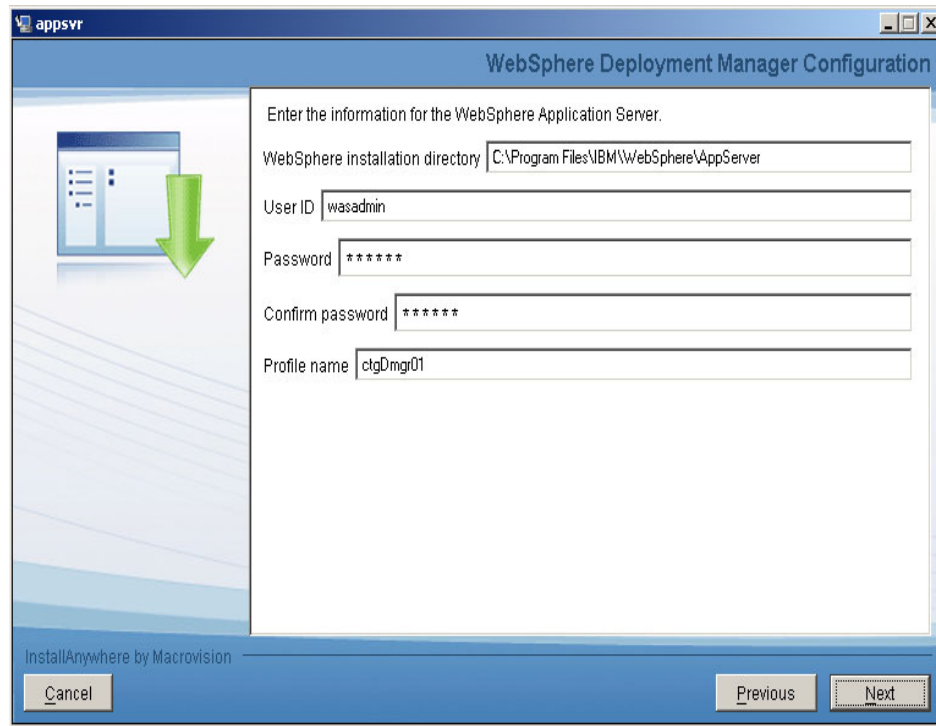 appsvr
WebSphere Deployment Manager Configuration
Enter the information for the WebSphere Application Server.
WebSphere installation directory C:\Program Files\IBM\WebSphere\AppServer
User ID wasadmin
Password ******
Confirm password ******
Profile name ctgDmgr01
InstallAnywhere by Macrovision
Cancel Previous Next